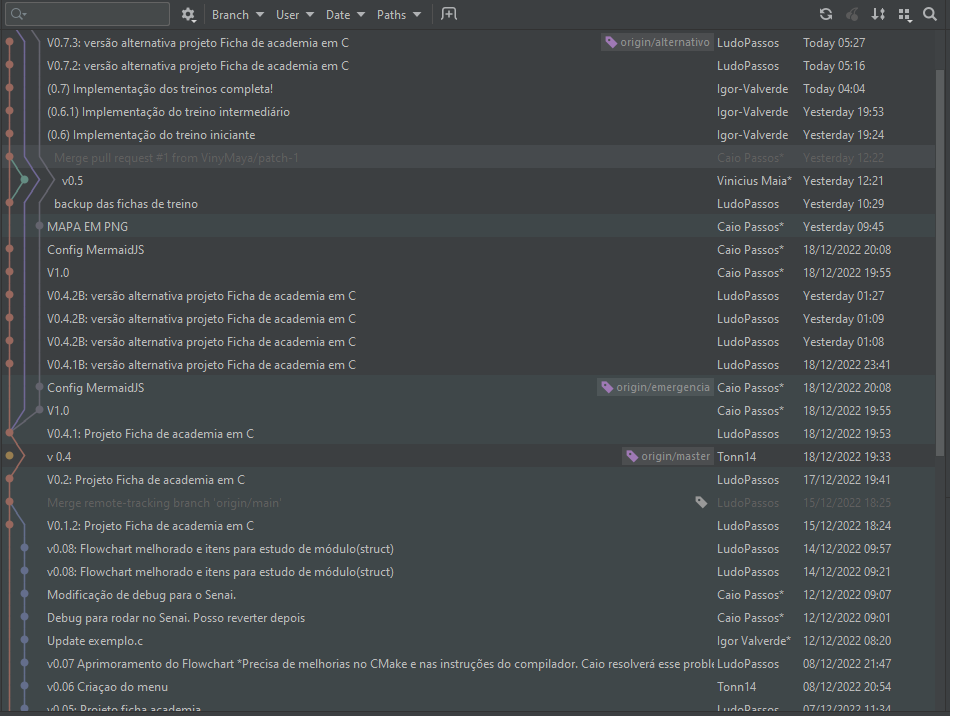 Branch User Date Paths
V0.7.3: versão alternativa projeto Ficha de academia em C origin/alternativo LudoPassos Today 05:27
V0.7.2: versão alternativa projeto Ficha de academia em C LudoPassos Today 05:16
(0.7) Implementação dos treinos completa! Igor-Valverde Today 04:04
(0.6.1) Implementação do treino intermediário Igor-Valverde Yesterday 19:53
(0.6) Implementação do treino iniciante Igor-Valverde Yesterday 19:24
Merge pull request #1 from VinyMaya/patch-1 Caio Passos* Yesterday 12:22
v0.5 Vinicius Maia* Yesterday 12:21
backup das fichas de treino LudoPassos Yesterday 10:29
MAPA EM PNG Caio Passos* Yesterday 09:45
Config MermaidJS Caio Passos* 18/12/2022 20:08
V1.0 Caio Passos* 18/12/2022 19:55
V0.4.2B: versão alternativa projeto Ficha de academia em C LudoPassos Yesterday 01:27
V0.4.2B: versão alternativa projeto Ficha de academia em C LudoPassos Yesterday 01:09
V0.4.2B: versão alternativa projeto Ficha de academia em C LudoPassos Yesterday 01:08
V0.4.1B: versão alternativa projeto Ficha de academia em C LudoPassos 18/12/2022 23:41
Config MermaidJS origin/emergencia Caio Passos* 18/12/2022 20:08
V1.0 Caio Passos* 18/12/2022 19:55
V0.4.1: Projeto Ficha de academia em C LudoPassos 18/12/2022 19:53
v 0.4 origin/master Tonn14 18/12/2022 19:33
V0.2: Projeto Ficha de academia em C LudoPassos 17/12/2022 19:41
Merge remote-tracking branch 'origin/main' LudoPassos 15/12/2022 18:25
V0.1.2: Projeto Ficha de academia em C LudoPassos 15/12/2022 18:24
v0.08: Flowchart melhorado e itens para estudo de módulo(struct) LudoPassos 14/12/2022 09:57
v0.08: Flowchart melhorado e itens para estudo de módulo(struct) LudoPassos 14/12/2022 09:21
Modificação de debug para o Senai. Caio Passos* 12/12/2022 09:07
Debug para rodar no Senai. Posso reverter depois Caio Passos* 12/12/2022 09:01
Update exemplo.c Igor Valverde* 12/12/2022 08:20
v0.07 Aprimoramento do Flowchart *Precisa de melhorias no CMake e nas instruções do compilador. Caio resolverá esse proble LudoPassos 08/12/2022 21:47
v0.06 Criaçao do menu Tonn14 08/12/2022 20:54
v0.05: Projeto ficha academia LudoPassos 07/12/2022 11:34